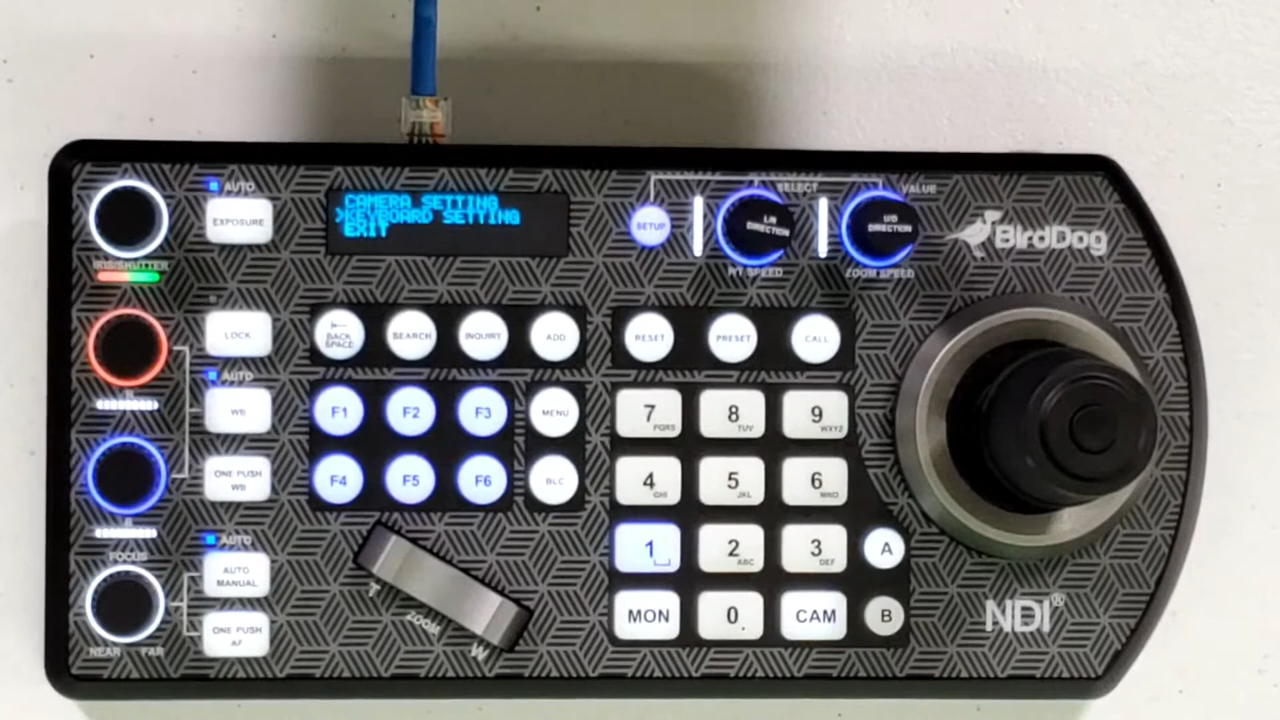 AUTO
EXPOSURE
IRIS/SHUTTER
CAMERA SETTING
KEYBOARD SETTING
EXIT
SELECT
VALUE
SETUP
L/R
DIRECTION
U/D
DIRECTION
P/T SPEED
ZOOM SPEED
BirdDog
LOCK
BACK
SPACE
SEARCH
INQUIRY
ADD
RESET
PRESET
CALL
AUTO
WB
F1
F2
F3
MENU
7 PQRS
8 TUV
9 WXYZ
ONE PUSH
WB
F4
F5
F6
BLC
4 GHI
5 JKL
6 MNO
B
AUTO
FOCUS
AUTO
MANUAL
1
2 ABC
3 DEF
A
ONE PUSH
AF
NEAR
FAR
T
ZOOM
W
MON
0 .
CAM
B
NDI®